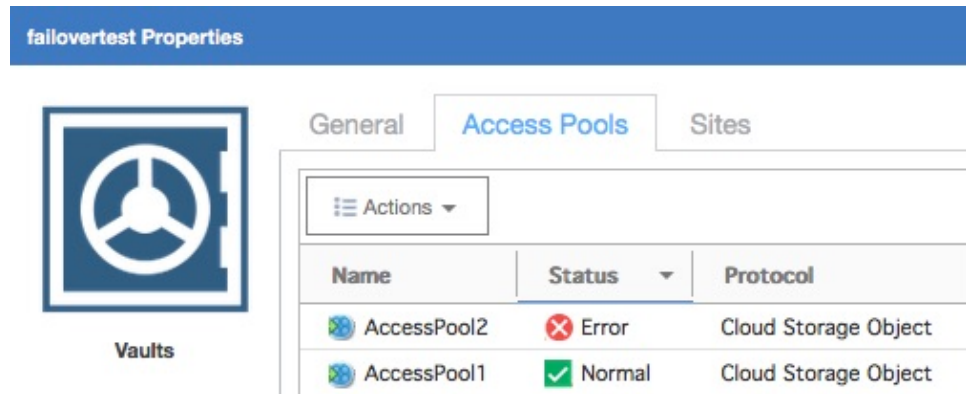 failovertest Properties
General Access Pools Sites
Actions
Name Status Protocol
AccessPool2 Error Cloud Storage Object
AccessPool1 Normal Cloud Storage Object
Vaults